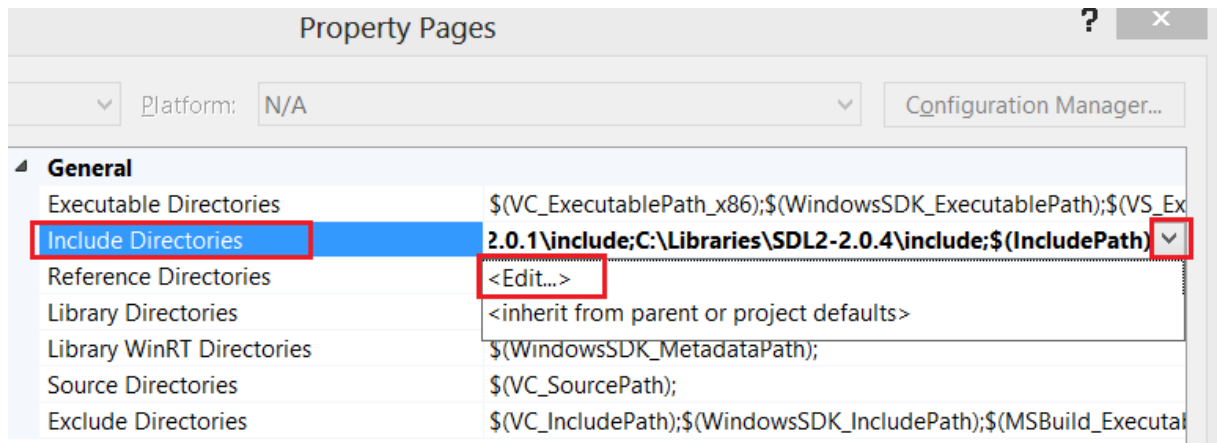 Property Pages ? ×
Platform: N/A Configuration Manager...
General
Executable Directories $(VC_ExecutablePath_x86);$(WindowsSDK_ExecutablePath);$(VS_Ex
Include Directories 2.0.1\include;C:\Libraries\SDL2-2.0.4\include;$(IncludePath)
Reference Directories <Edit...>
Library Directories <inherit from parent or project defaults>
Library WinRT Directories $(WindowsSDK_MetadataPath);
Source Directories $(VC_SourcePath);
Exclude Directories $(VC_IncludePath);$(WindowsSDK_IncludePath);$(MSBuild_Executal